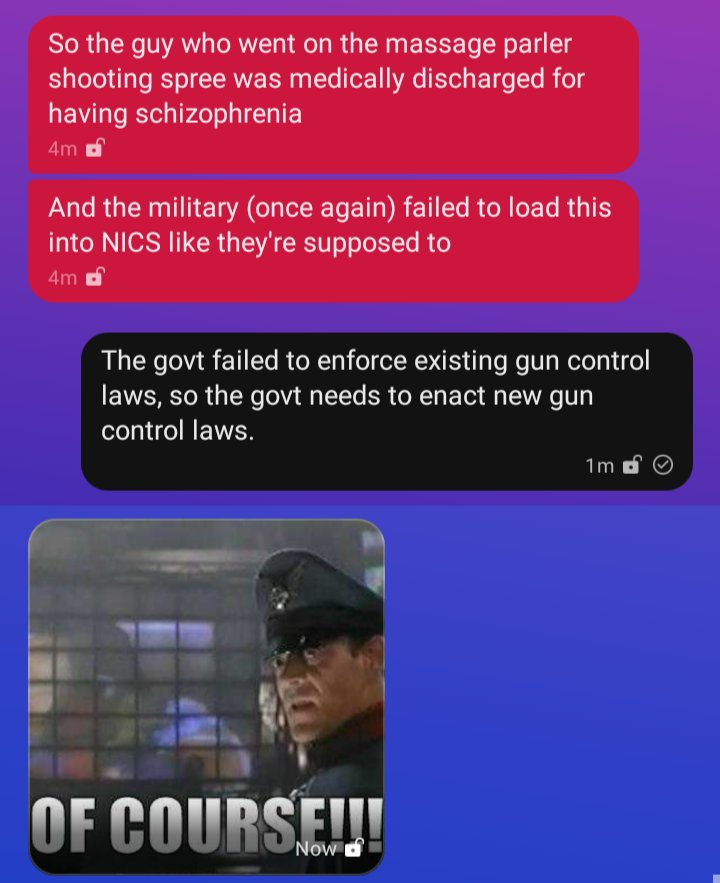 So the guy who went on the massage parler
shooting spree was medically discharged for
having schizophrenia
4m
And the military (once again) failed to load this
into NICS like they're supposed to
4m
The govt failed to enforce existing gun control
laws, so the govt needs to enact new gun
control laws.
1m
OF COURSE!!!
Now